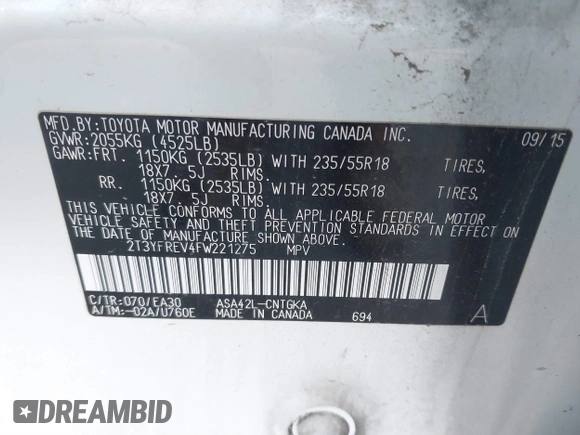 MFD.BY:TOYOTA MOTOR MANUFACTURING CANADA INC. 09/15
GVWR:2055KG (4525LB)
GAWR:FRT. 1150KG (2535LB) WITH 235/55R18 TIRES,
18X7. 5J RIMS.
RR. 1150KG (2535LB) WITH 235/55R18 TIRES,
18X7. 5J RIMS.
THIS VEHICLE CONFORMS TO ALL APPLICABLE FEDERAL MOTOR
VEHICLE SAFETY AND THEFT PREVENTION STANDARDS IN EFFECT ON
THE DATE OF MANUFACTURE SHOWN ABOVE.
2T3YFREV4FW221275 MPV
C/TR:070/EA30 ASA42L-CNTGKA A
A/TM:-02A/U760E MADE IN CANADA 694
DREAMBID
dreambid.com